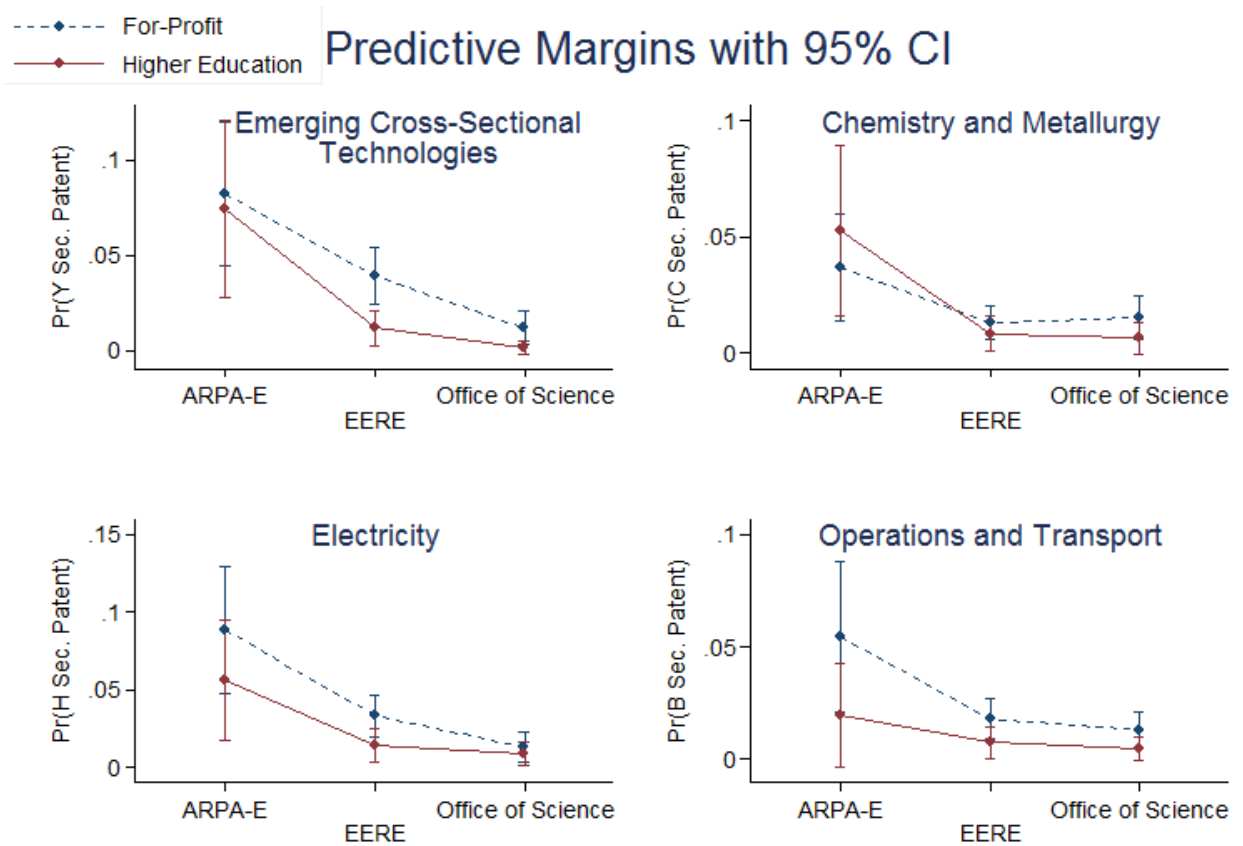 For-Profit
Higher Education
Predictive Margins with 95% CI
Emerging Cross-Sectional
Technologies
Pr(Y Sec. Patent)
.1
.05
0
ARPA-E
EERE
Office of Science
Chemistry and Metallurgy
Pr(C Sec. Patent)
.1
.05
0
ARPA-E
EERE
Office of Science
Electricity
Pr(H Sec. Patent)
.15
.1
.05
0
ARPA-E
EERE
Office of Science
Operations and Transport
Pr(B Sec. Patent)
.1
.05
0
ARPA-E
EERE
Office of Science